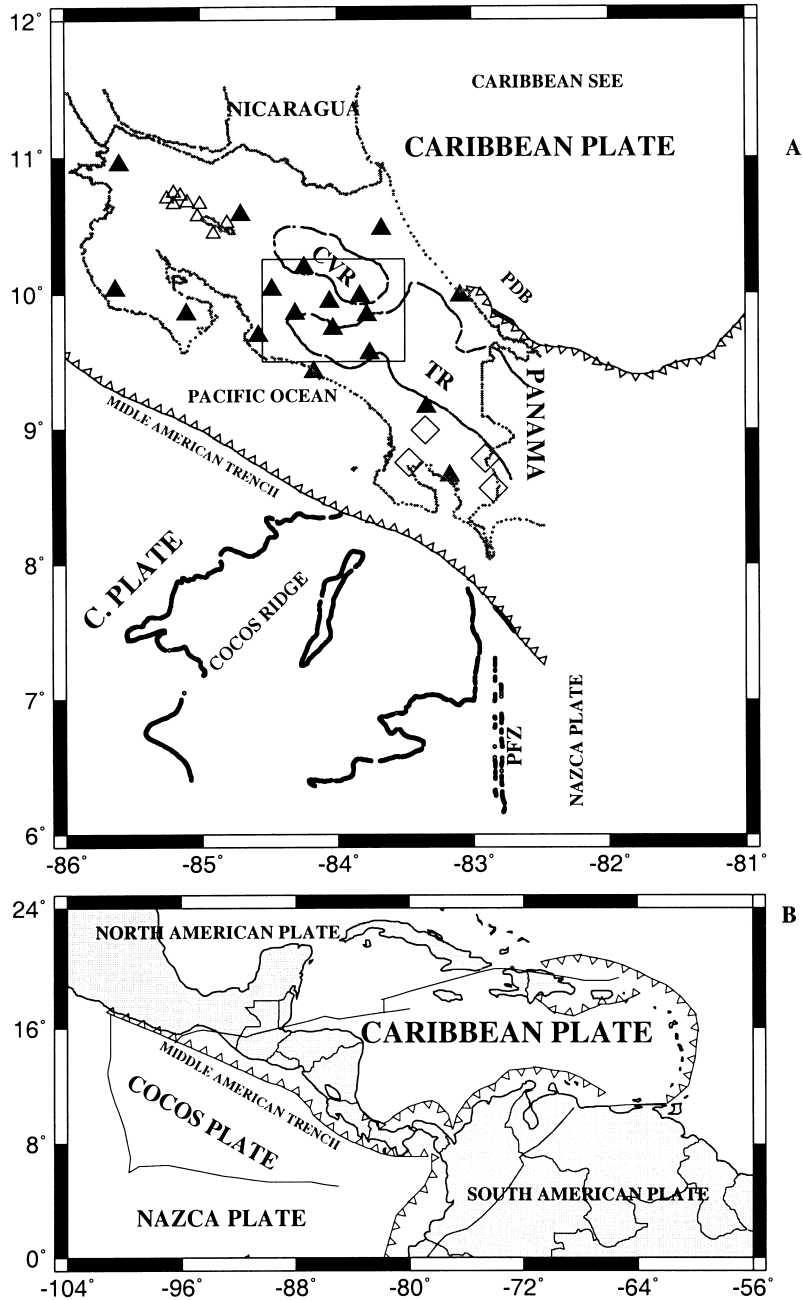 12°
CARIBBEAN SEE
NICARAGUA
CARIBBEAN PLATE
A
11°
CVR
PDB
10°
TR
PANAMA
PACIFIC OCEAN
MIDLE AMERICAN TRENCH
9°
8°
C. PLATE
COCOS RIDGE
7°
PFZ
NAZCA PLATE
6°
-86 -85° -84° -83° -82° -81°
24°
B
NORTH AMERICAN PLATE
16°
CARIBBEAN PLATE
MIDDLE AMERICAN TRENCH
COCOS PLATE
8°
SOUTH AMERICAN PLATE
NAZCA PLATE
0°
-104° -96° -88° -80° -72° -64° -56°